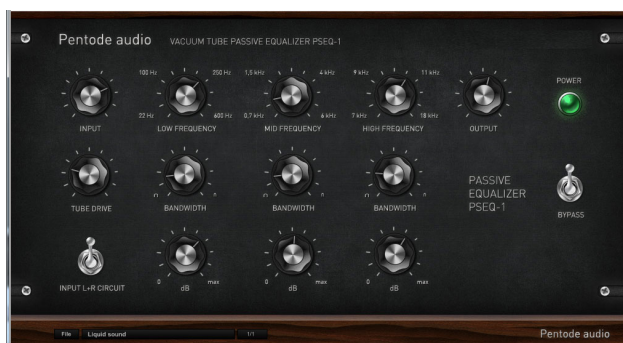 Pentode audio VACUUM TUBE PASSIVE EQUALIZER PSEQ-1
POWER
100 Hz 250 Hz 1,5 kHz 4 kHz 9 kHz 11 kHz
22 Hz 600 Hz 0,7 kHz 6 kHz 7 kHz 18 kHz
INPUT LOW FREQUENCY MID FREQUENCY HIGH FREQUENCY OUTPUT
PASSIVE
EQUALIZER
PSEQ-1
TUBE DRIVE BANDWIDTH BANDWIDTH BANDWIDTH
BYPASS
0 max 0 max 0 max
INPUT L+R CIRCUIT dB dB dB
File Liquid sound 1/1 Pentode audio